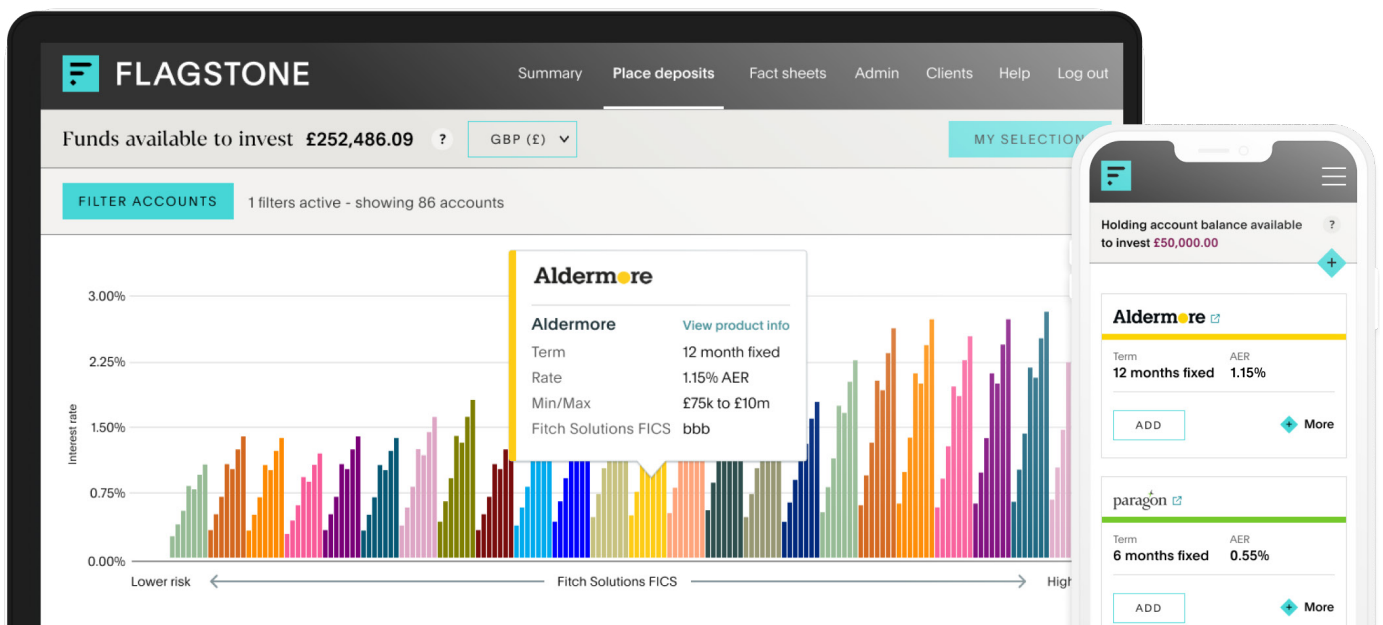 FLAGSTONE
Summary Place deposits Fact sheets Admin Clients Help Log out
Funds available to invest £252,486.09 ? GBP (£)
MY SELECTION
FILTER ACCOUNTS 1 filters active - showing 86 accounts
Aldermore
Aldermore View product info
Term 12 month fixed
Rate 1.15% AER
Min/Max £75k to £10m
Fitch Solutions FICS bbb
3.00%
2.25%
1.50%
0.75%
0.00%
Interest rate
Lower risk Fitch Solutions FICS High
Holding account balance available
to invest £50,000.00
?
+
Aldermore
Term AER
12 months fixed 1.15%
ADD + More
paragon
Term AER
6 months fixed 0.55%
ADD + More